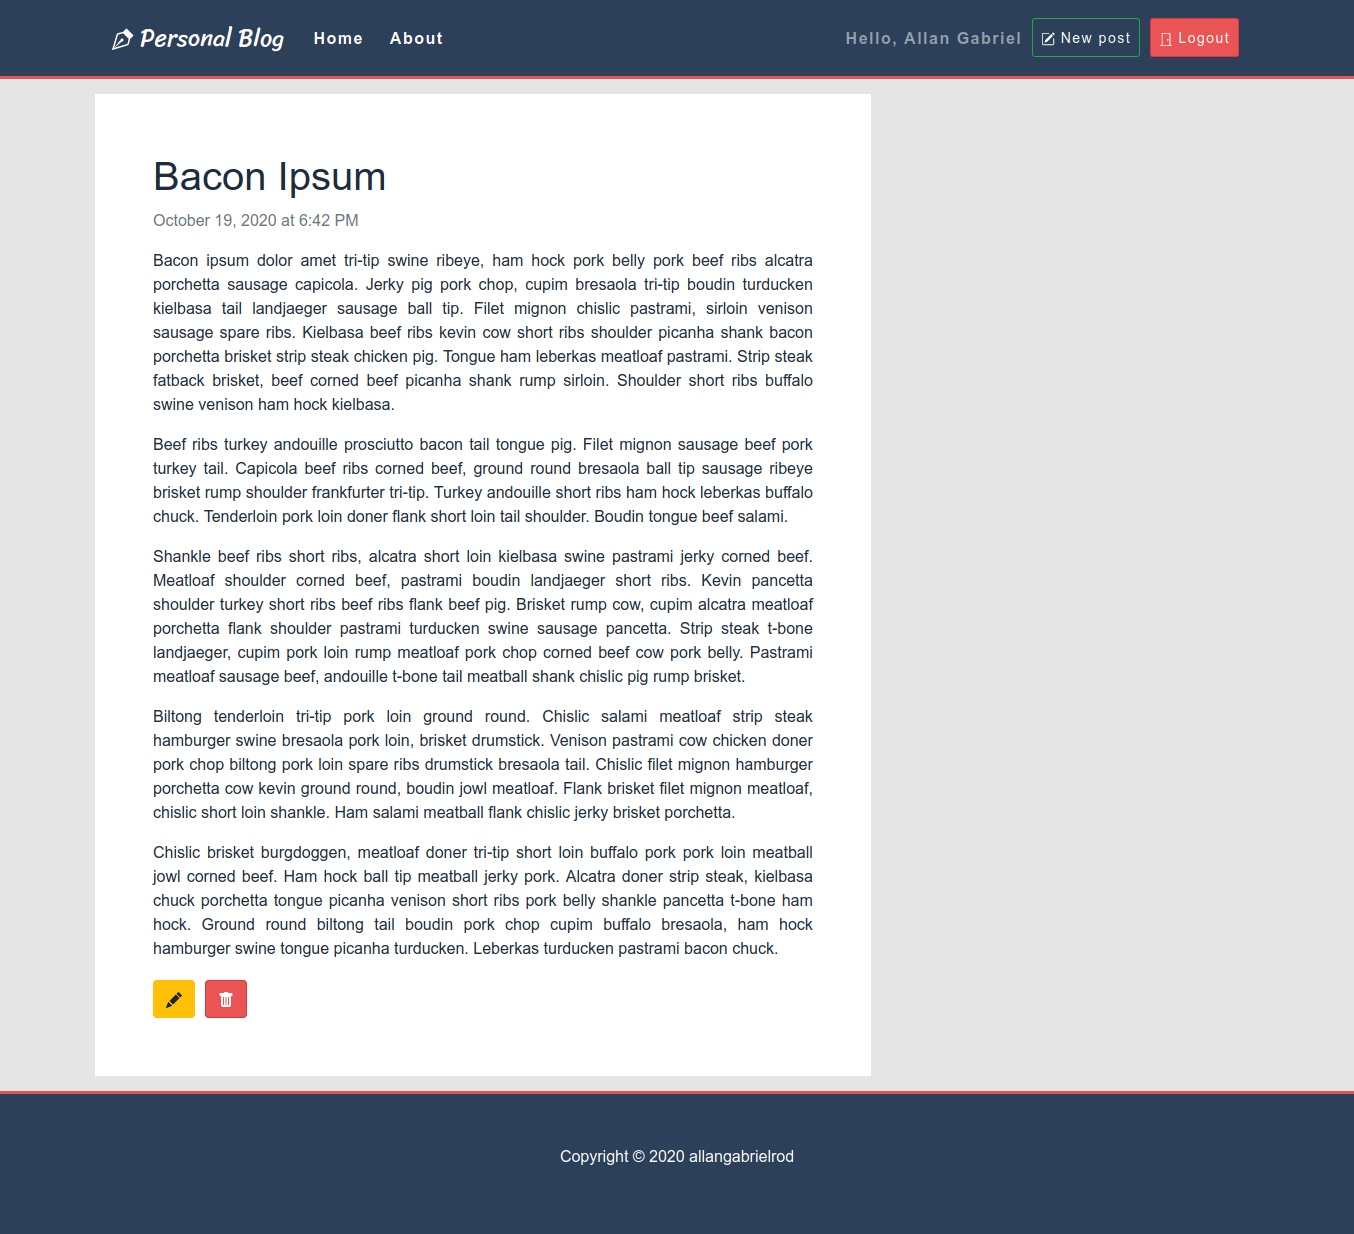 Personal Blog Home About Hello, Allan Gabriel New post Logout
Bacon Ipsum
October 19, 2020 at 6:42 PM
Bacon ipsum dolor amet tri-tip swine ribeye, ham hock pork belly pork beef ribs alcatra
porchetta sausage capicola. Jerky pig pork chop, cupim bresaola tri-tip boudin turducken
kielbasa tail landjaeger sausage ball tip. Filet mignon chislic pastrami, sirloin venison
sausage spare ribs. Kielbasa beef ribs kevin cow short ribs shoulder picanha shank bacon
porchetta brisket strip steak chicken pig. Tongue ham leberkas meatloaf pastrami. Strip steak
fatback brisket, beef corned beef picanha shank rump sirloin. Shoulder short ribs buffalo
swine venison ham hock kielbasa.
Beef ribs turkey andouille prosciutto bacon tail tongue pig. Filet mignon sausage beef pork
turkey tail. Capicola beef ribs corned beef, ground round bresaola ball tip sausage ribeye
brisket rump shoulder frankfurter tri-tip. Turkey andouille short ribs ham hock leberkas buffalo
chuck. Tenderloin pork loin doner flank short loin tail shoulder. Boudin tongue beef salami.
Shankle beef ribs short ribs, alcatra short loin kielbasa swine pastrami jerky corned beef.
Meatloaf shoulder corned beef, pastrami boudin landjaeger short ribs. Kevin pancetta
shoulder turkey short ribs beef ribs flank beef pig. Brisket rump cow, cupim alcatra meatloaf
porchetta flank shoulder pastrami turducken swine sausage pancetta. Strip steak t-bone
landjaeger, cupim pork loin rump meatloaf pork chop corned beef cow pork belly. Pastrami
meatloaf sausage beef, andouille t-bone tail meatball shank chislic pig rump brisket.
Biltong tenderloin tri-tip pork loin ground round. Chislic salami meatloaf strip steak
hamburger swine bresaola pork loin, brisket drumstick. Venison pastrami cow chicken doner
pork chop biltong pork loin spare ribs drumstick bresaola tail. Chislic filet mignon hamburger
porchetta cow kevin ground round, boudin jowl meatloaf. Flank brisket filet mignon meatloaf,
chislic short loin shankle. Ham salami meatball flank chislic jerky brisket porchetta.
Chislic brisket burgdoggen, meatloaf doner tri-tip short loin buffalo pork pork loin meatball
jowl corned beef. Ham hock ball tip meatball jerky pork. Alcatra doner strip steak, kielbasa
chuck porchetta tongue picanha venison short ribs pork belly shankle pancetta t-bone ham
hock. Ground round biltong tail boudin pork chop cupim buffalo bresaola, ham hock
hamburger swine tongue picanha turducken. Leberkas turducken pastrami bacon chuck.
Copyright © 2020 allangabrielrod